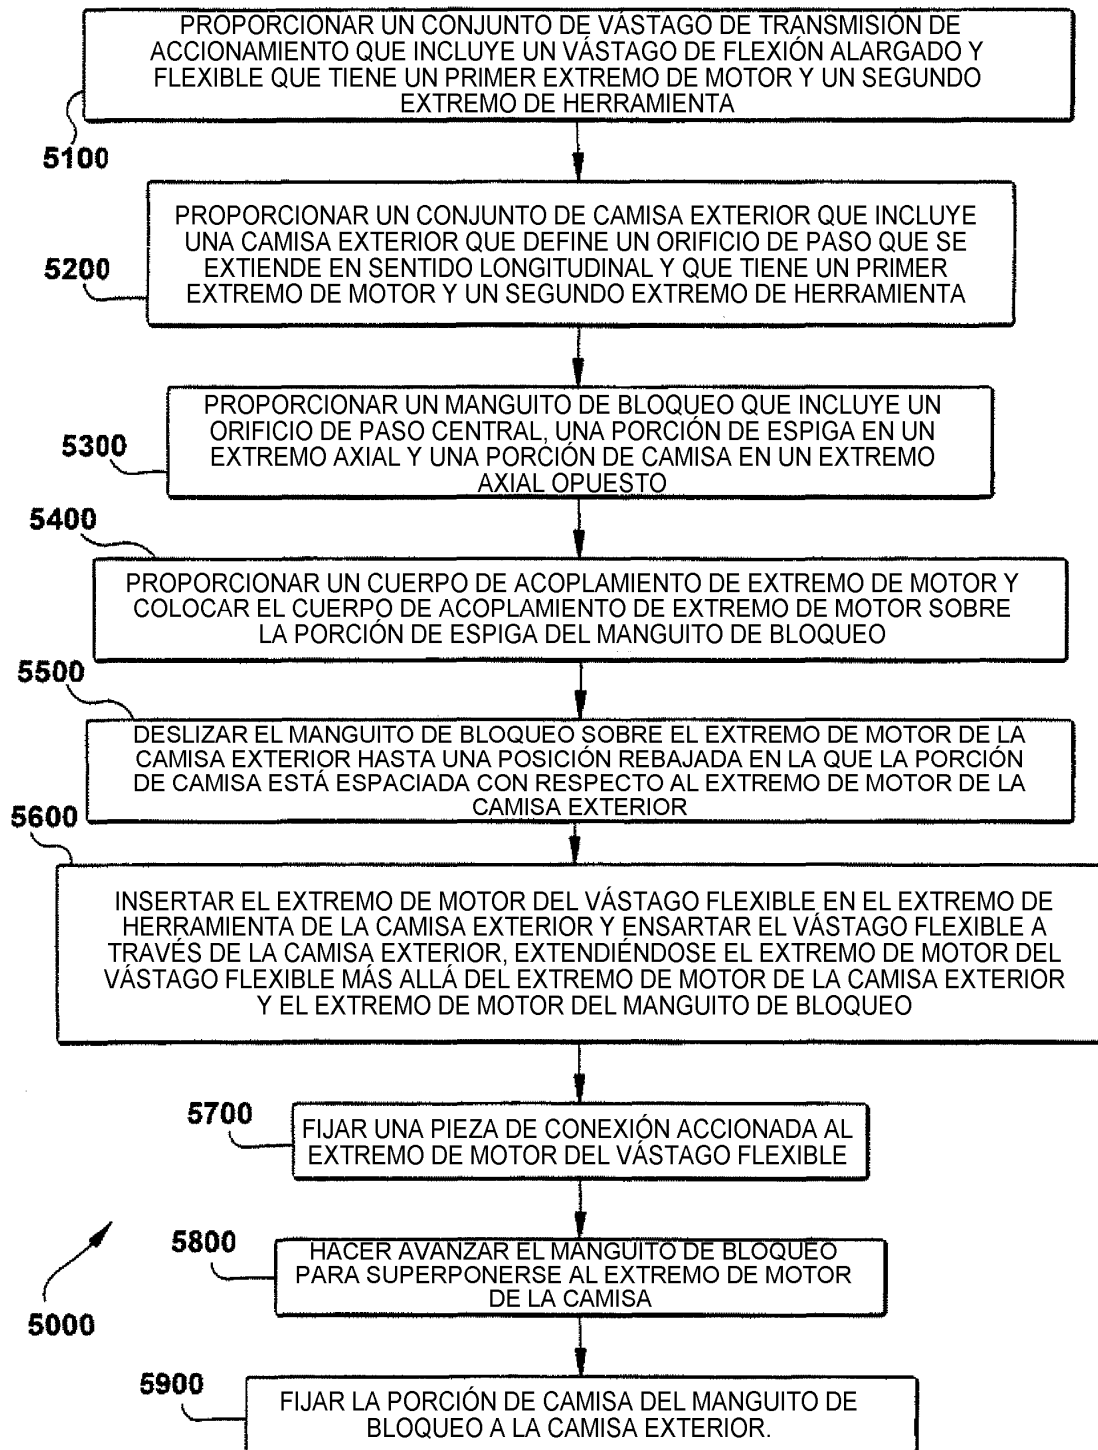 PROPORCIONAR UN CONJUNTO DE VÁSTAGO DE TRANSMISIÓN DE
ACCIONAMIENTO QUE INCLUYE UN VÁSTAGO DE FLEXIÓN ALARGADO Y
FLEXIBLE QUE TIENE UN PRIMER EXTREMO DE MOTOR Y UN SEGUNDO
EXTREMO DE HERRAMIENTA
5100
PROPORCIONAR UN CONJUNTO DE CAMISA EXTERIOR QUE INCLUYE
UNA CAMISA EXTERIOR QUE DEFINE UN ORIFICIO DE PASO QUE SE
EXTIENDE EN SENTIDO LONGITUDINAL Y QUE TIENE UN PRIMER
EXTREMO DE MOTOR Y UN SEGUNDO EXTREMO DE HERRAMIENTA
5200
PROPORCIONAR UN MANGUITO DE BLOQUEO QUE INCLUYE UN
ORIFICIO DE PASO CENTRAL, UNA PORCIÓN DE ESPIGA EN UN
EXTREMO AXIAL Y UNA PORCIÓN DE CAMISA EN UN EXTREMO
AXIAL OPUESTO
5300
5400
PROPORCIONAR UN CUERPO DE ACOPLAMIENTO DE EXTREMO DE MOTOR Y
COLOCAR EL CUERPO DE ACOPLAMIENTO DE EXTREMO DE MOTOR SOBRE
LA PORCIÓN DE ESPIGA DEL MANGUITO DE BLOQUEO
5500
DESLIZAR EL MANGUITO DE BLOQUEO SOBRE EL EXTREMO DE MOTOR DE LA
CAMISA EXTERIOR HASTA UNA POSICIÓN REBAJADA EN LA QUE LA PORCIÓN
DE CAMISA ESTÁ ESPACIADA CON RESPECTO AL EXTREMO DE MOTOR DE LA
CAMISA EXTERIOR
5600
INSERTAR EL EXTREMO DE MOTOR DEL VÁSTAGO FLEXIBLE EN EL EXTREMO DE
HERRAMIENTA DE LA CAMISA EXTERIOR Y ENSARTAR EL VÁSTAGO FLEXIBLE A
TRAVÉS DE LA CAMISA EXTERIOR, EXTENDIÉNDOSE EL EXTREMO DE MOTOR DEL
VÁSTAGO FLEXIBLE MÁS ALLÁ DEL EXTREMO DE MOTOR DE LA CAMISA EXTERIOR
Y EL EXTREMO DE MOTOR DEL MANGUITO DE BLOQUEO
5700
FIJAR UNA PIEZA DE CONEXIÓN ACCIONADA AL
EXTREMO DE MOTOR DEL VÁSTAGO FLEXIBLE
5800
HACER AVANZAR EL MANGUITO DE BLOQUEO
PARA SUPERPONERSE AL EXTREMO DE MOTOR
DE LA CAMISA
5000
5900
FIJAR LA PORCIÓN DE CAMISA DEL MANGUITO DE
BLOQUEO A LA CAMISA EXTERIOR.